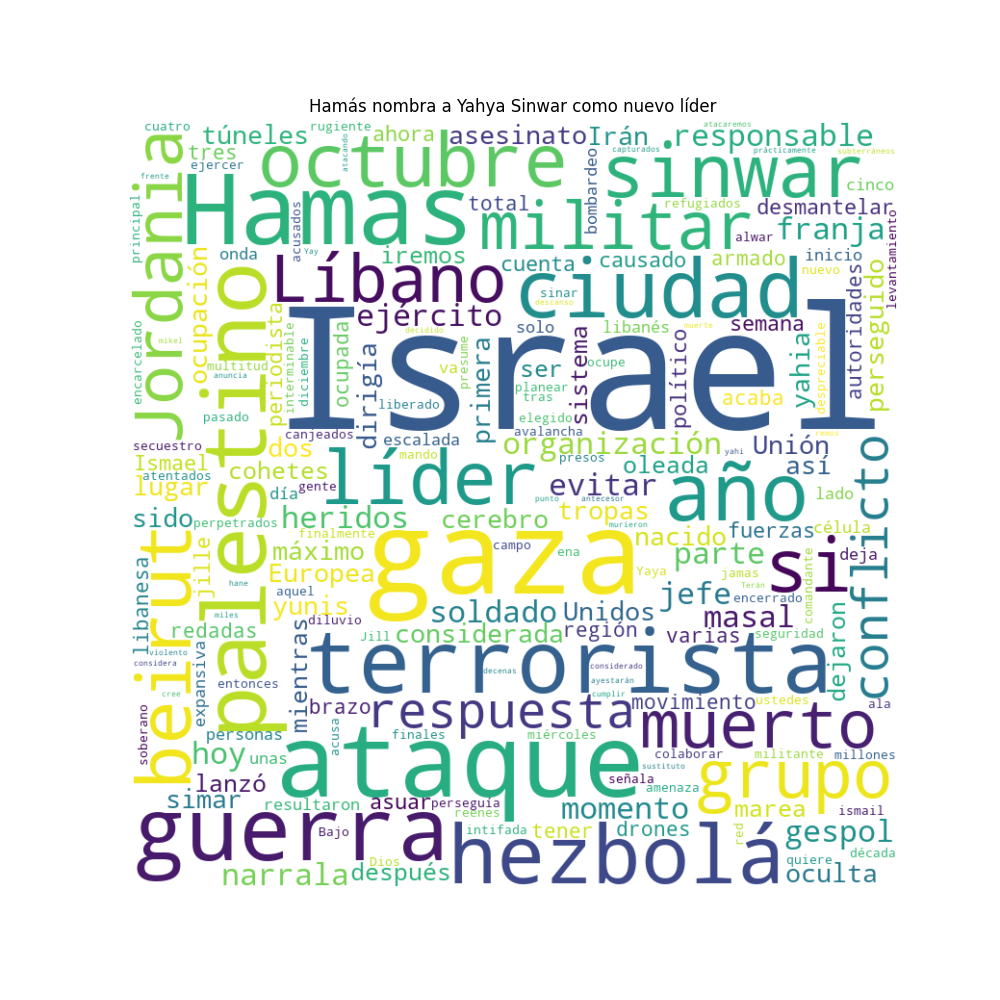 Hamás nombra a Yahya Sinwar como nuevo líder
cuatro
túneles
rugiente
ahora
asesinato
Irán
atacaremos
responsable
tres
ejercer
atacando
octubre
capturados
prácticamente
subterráneos
frente
Jordania
Hamas
sinwar
cinco
principal
acusados
total
militar
bombardeo
refugiados
desmantelar
alwar
franja
levantamiento
onda
Yay
iremos
cuenta
causado
armado
inicio
nuevo
ocupación
palestino
Líbano
sinar
descanso
ciudad
autoridades
perseguido
encarcelado
periodista
interminable
diciembre
ocupada
ejército
decidido
solo
libanés
muerte
semana
mikel
multitud
anuncia
Israel
dirigía
va
presume
primera
ser
sistema
ocupe
político
yahia
despreciable
pasado
liberado
planear
tras
elegido
acaba
secuestro
canjeados
escalada
avalancha
organización
yahi
Unión
remos
Ismael
atentados
dos
cohetes
mando
líder
presos
oleada
así
lugar
día
gente
punto
antecesor
evitar
año
lado
conflicto
sido
perpetrados
heridos
cerebro
murieron
tropas
nacido
fuerzas
célula
finalmente
libanesa
beirut
jille
hane
máximo
gaza
campo
ena
Yaya
parte
jamas
si
deja
Europea
aquel
yunis
diluvio
soldado
Unidos
jefe
Terán
encerrado
comandante
masal
miles
redadas
Jill
considerada
región
varias
seguridad
violento
considera
expansiva
mientras
terrorista
decenas
considerado
ayestarán
cumplir
dejaron
cree
entonces
brazo
respuesta
movimiento
ustedes
ala
soberano
personas
acusa
finales
miércoles
muerto
hoy
unas
ataque
colaborar
militante
millones
sustituto
lanzó
señala
amenaza
grupo
simar
resultaron
asuar
perseguía
reenes
momento
marea
ismail
guerra
Bajo
intifada
tener
drones
red
gespol
hezbolá
Dios
década
narrala
después
quiere
oculta